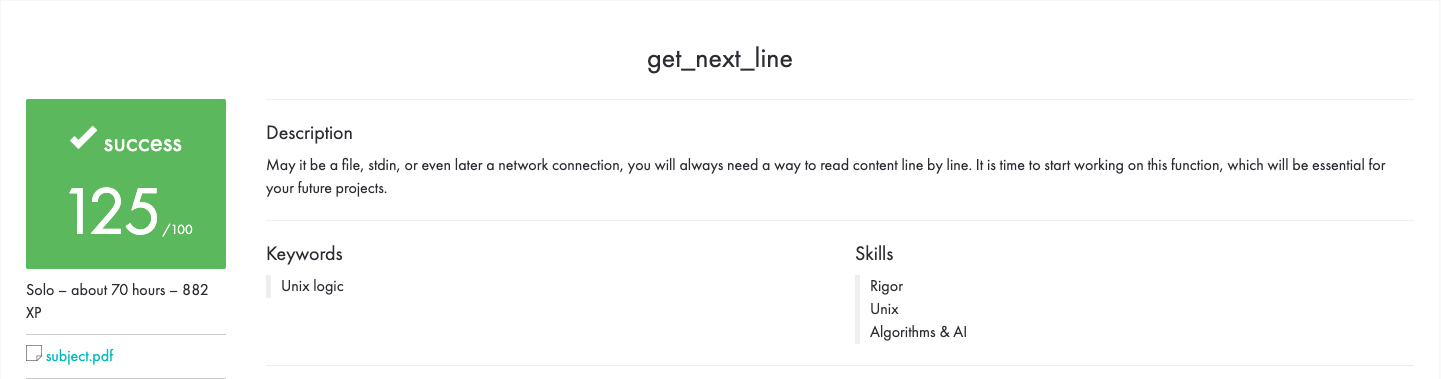 get_next_line
success
125 /100
Solo – about 70 hours – 882
XP
subject.pdf
Description
May it be a file, stdin, or even later a network connection, you will always need a way to read content line by line. It is time to start working on this function, which will be essential for
your future projects.
Keywords
Unix logic
Skills
Rigor
Unix
Algorithms & AI